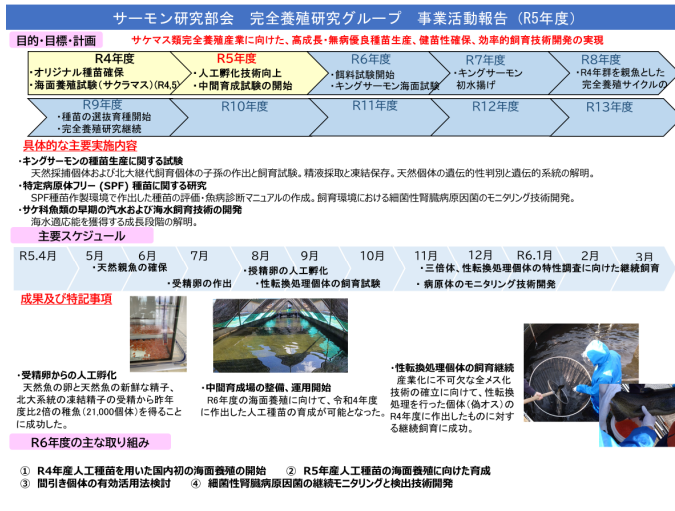 サーモン研究部会　完全養殖研究グループ　事業活動報告（R5年度）
目的・目標・計画
サケマス類完全養殖産業に向けた、高成長・無病優良種苗生産、健苗性確保、効率的飼育技術開発の実現
R4年度
・オリジナル種苗確保
・海面養殖試験（サクラマス）（R4,5）
R5年度
・人工孵化技術向上
・中間育成試験の開始
R6年度
・飼料試験開始
・キングサーモン海面試験
R7年度
・キングサーモン
初水揚げ
R8年度
・R4年群を親魚とした
完全養殖サイクルの
R9年度
・種苗の選抜育種開始
・完全養殖研究継続
R10年度
R11年度
R12年度
R13年度
具体的な主要実施内容
・キングサーモンの種苗生産に関する試験
天然採捕個体および北大継代飼育個体の子孫の作出と飼育試験。精液採取と凍結保存。天然個体の遺伝的性判別と遺伝的系統の解明。
・特定病原体フリー (SPF) 種苗に関する研究
SPF種苗作製環境で作出した種苗の評価・魚病診断マニュアルの作成。飼育環境における細菌性腎臓病原因菌のモニタリング技術開発。
・サケ科魚類の早期の汽水および海水飼育技術の開発
海水適応能を獲得する成長段階の解明。
主要スケジュール
R5.4月
5月
6月
7月
8月
9月
10月
11月
12月
R6.1月
2月
3月
・天然親魚の確保
・受精卵の作出
・授精卵の人工孵化
・性転換処理個体の飼育試験
・三倍体、性転換処理個体の特性調査に向けた継続飼育
・病原体のモニタリング技術開発
成果及び特記事項
・受精卵からの人工孵化
天然魚の卵と天然魚の新鮮な精子、
北大系統の凍結精子の受精から昨年
度比2倍の稚魚（21,000個体）を得ること
に成功した。
・中間育成場の整備、運用開始
R6年度の海面養殖に向けて、令和4年度
に作出した人工種苗の育成が可能となった。
・性転換処理個体の飼育継続
産業化に不可欠な全メス化
技術の確立に向けて、性転換
処理を行った個体（偽オス）の
R4年度に作出したものに対す
る継続飼育に成功。
R6年度の主な取り組み
① R4年産人工種苗を用いた国内初の海面養殖の開始　② R5年産人工種苗の海面養殖に向けた育成
③ 間引き個体の有効活用法検討　④ 細菌性腎臓病原因菌の継続モニタリングと検出技術開発